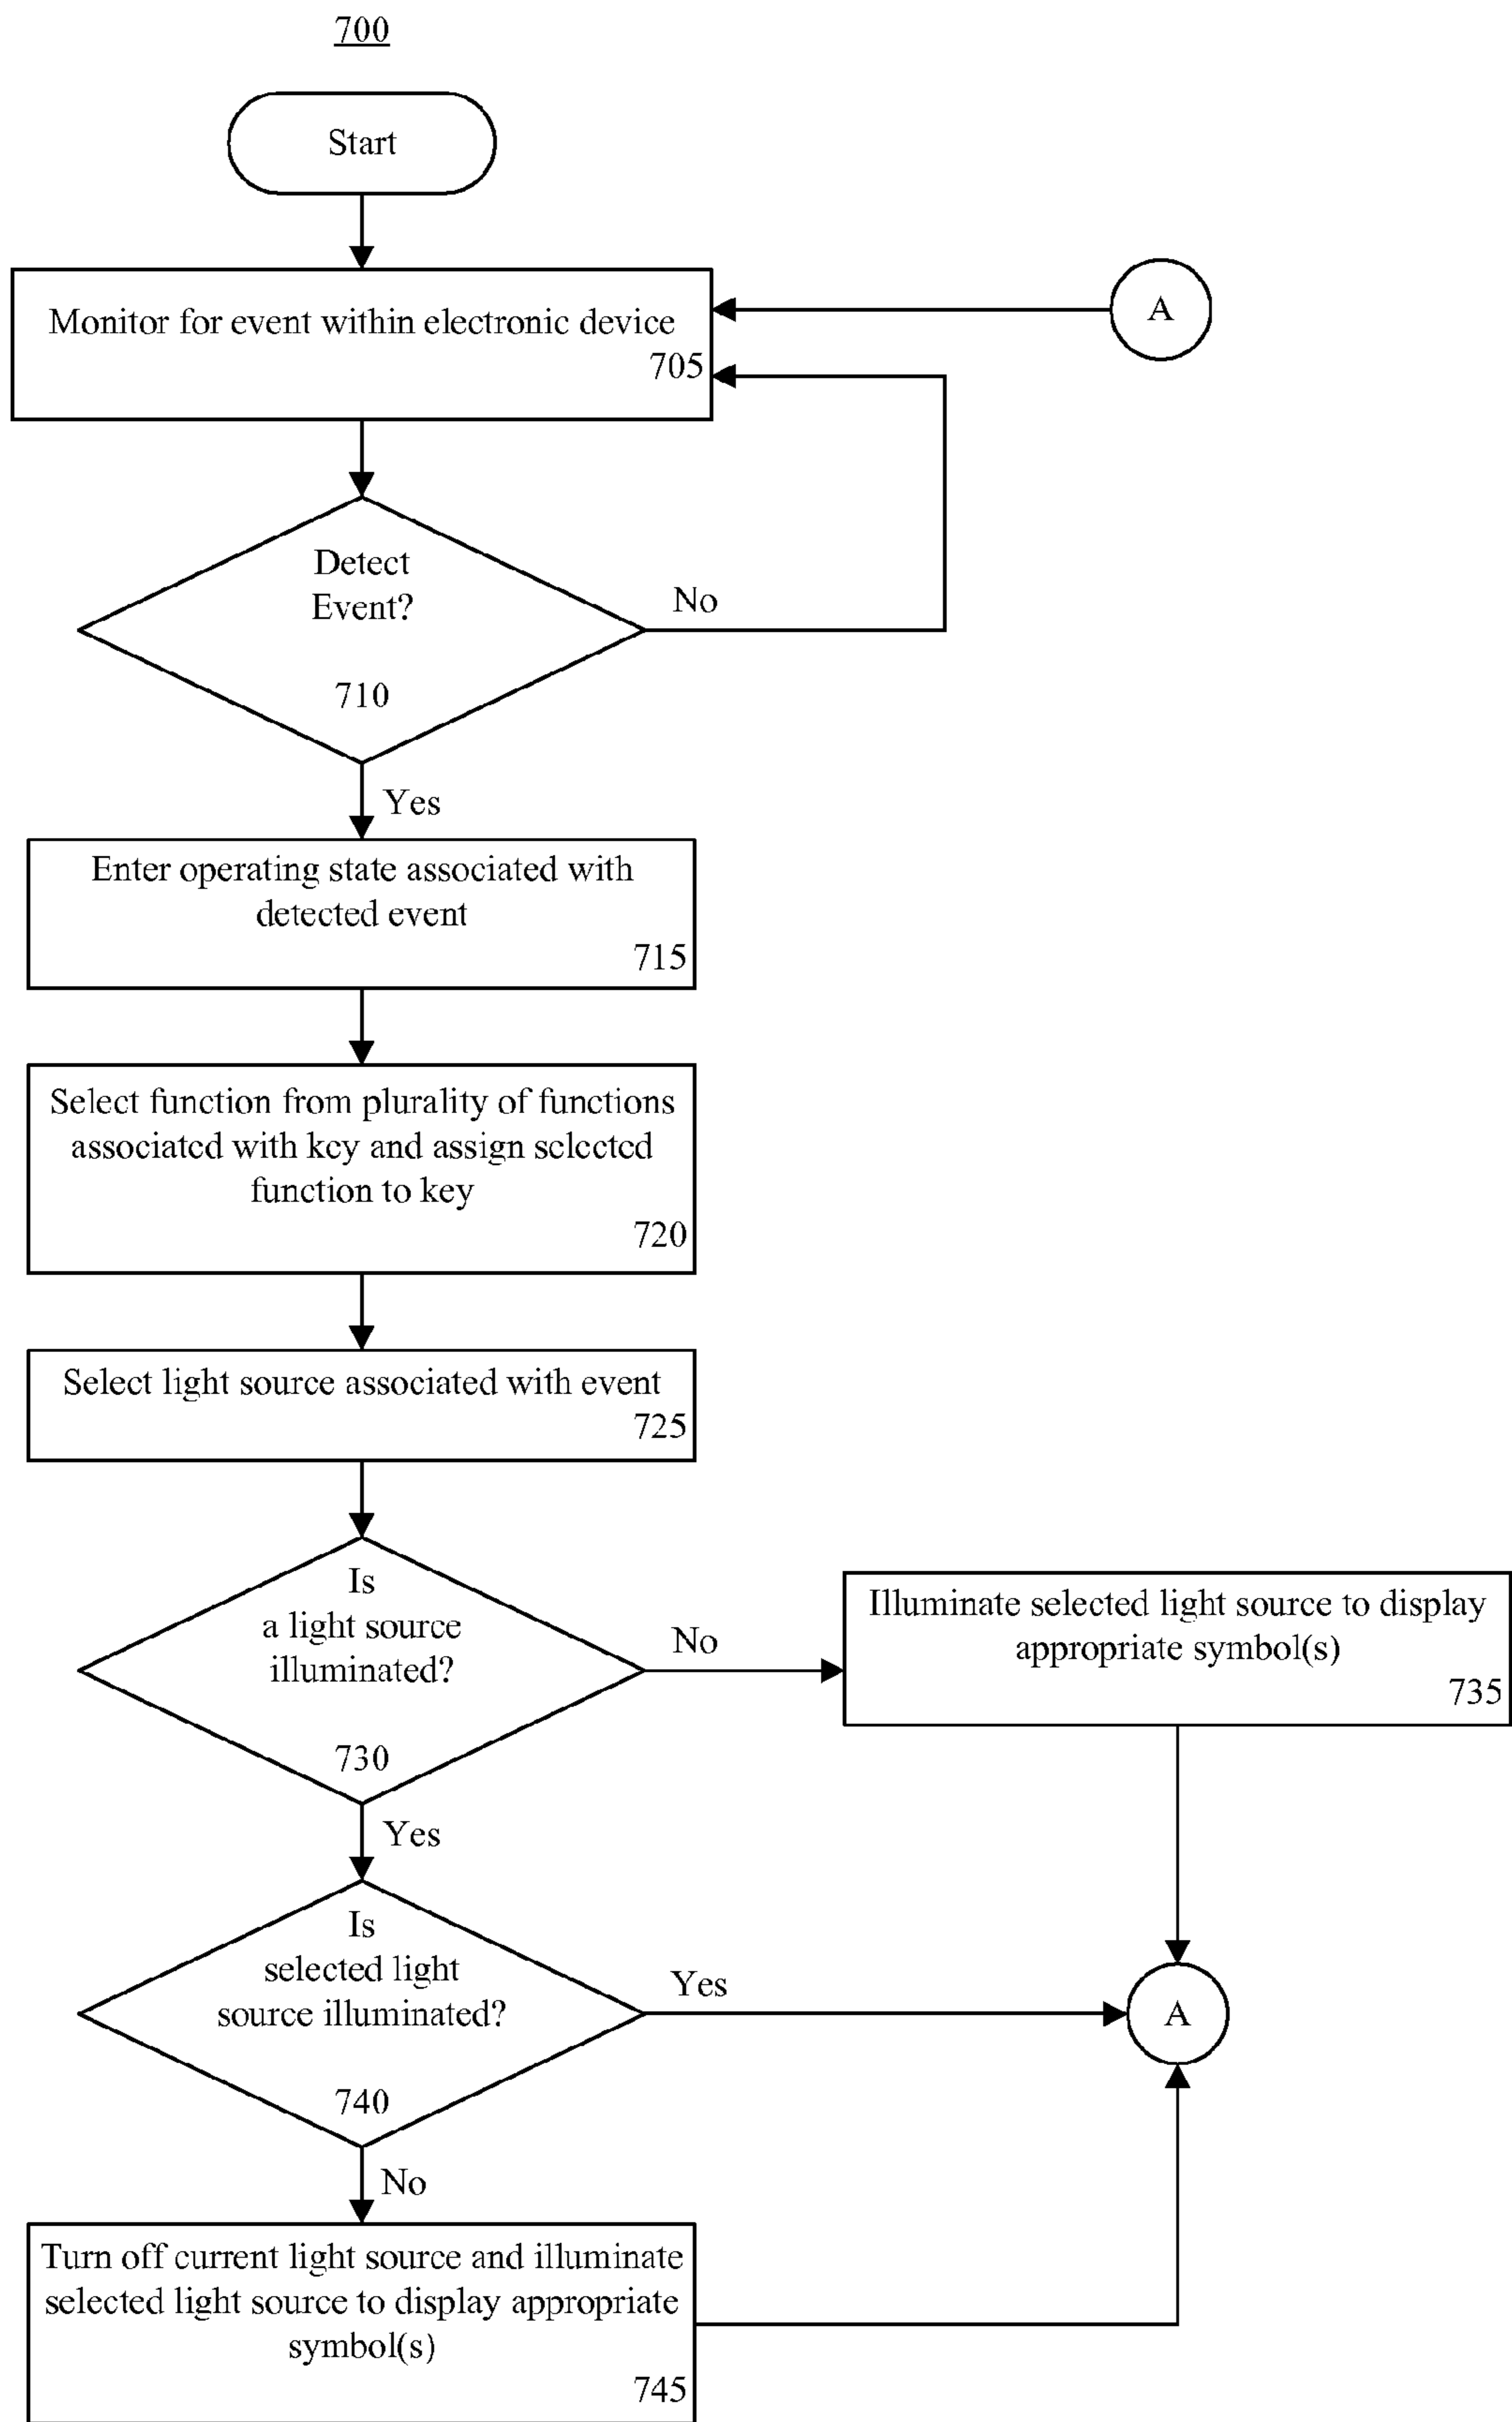 700
Start
Monitor for event within electronic device
705
A
Detect
Event?
710
No
Yes
Enter operating state associated with
detected event
715
Select function from plurality of functions
associated with key and assign selected
function to key
720
Select light source associated with event
725
Is
a light source
illuminated?
730
No
Illuminate selected light source to display
appropriate symbol(s)
735
Yes
Is
selected light
source illuminated?
740
Yes
A
No
Turn off current light source and illuminate
selected light source to display appropriate
symbol(s)
745